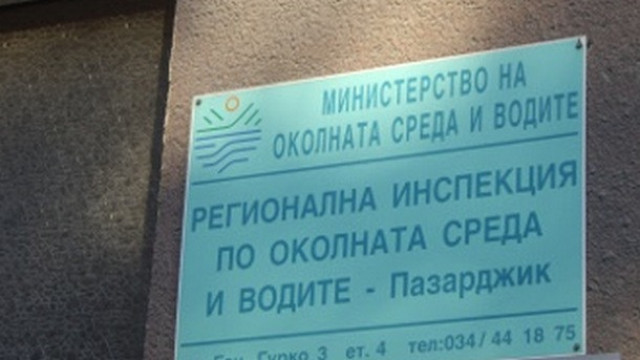 МИНИСТЕРСТВО НА
ОКОЛНАТА СРЕДА И ВОДИТЕ
РЕГИОНАЛНА ИНСПЕКЦИЯ
ПО ОКОЛНАТА СРЕДА
И ВОДИТЕ - Пазарджик
Ген. Гурко 3 ет. 4 тел:034/ 44 18 75